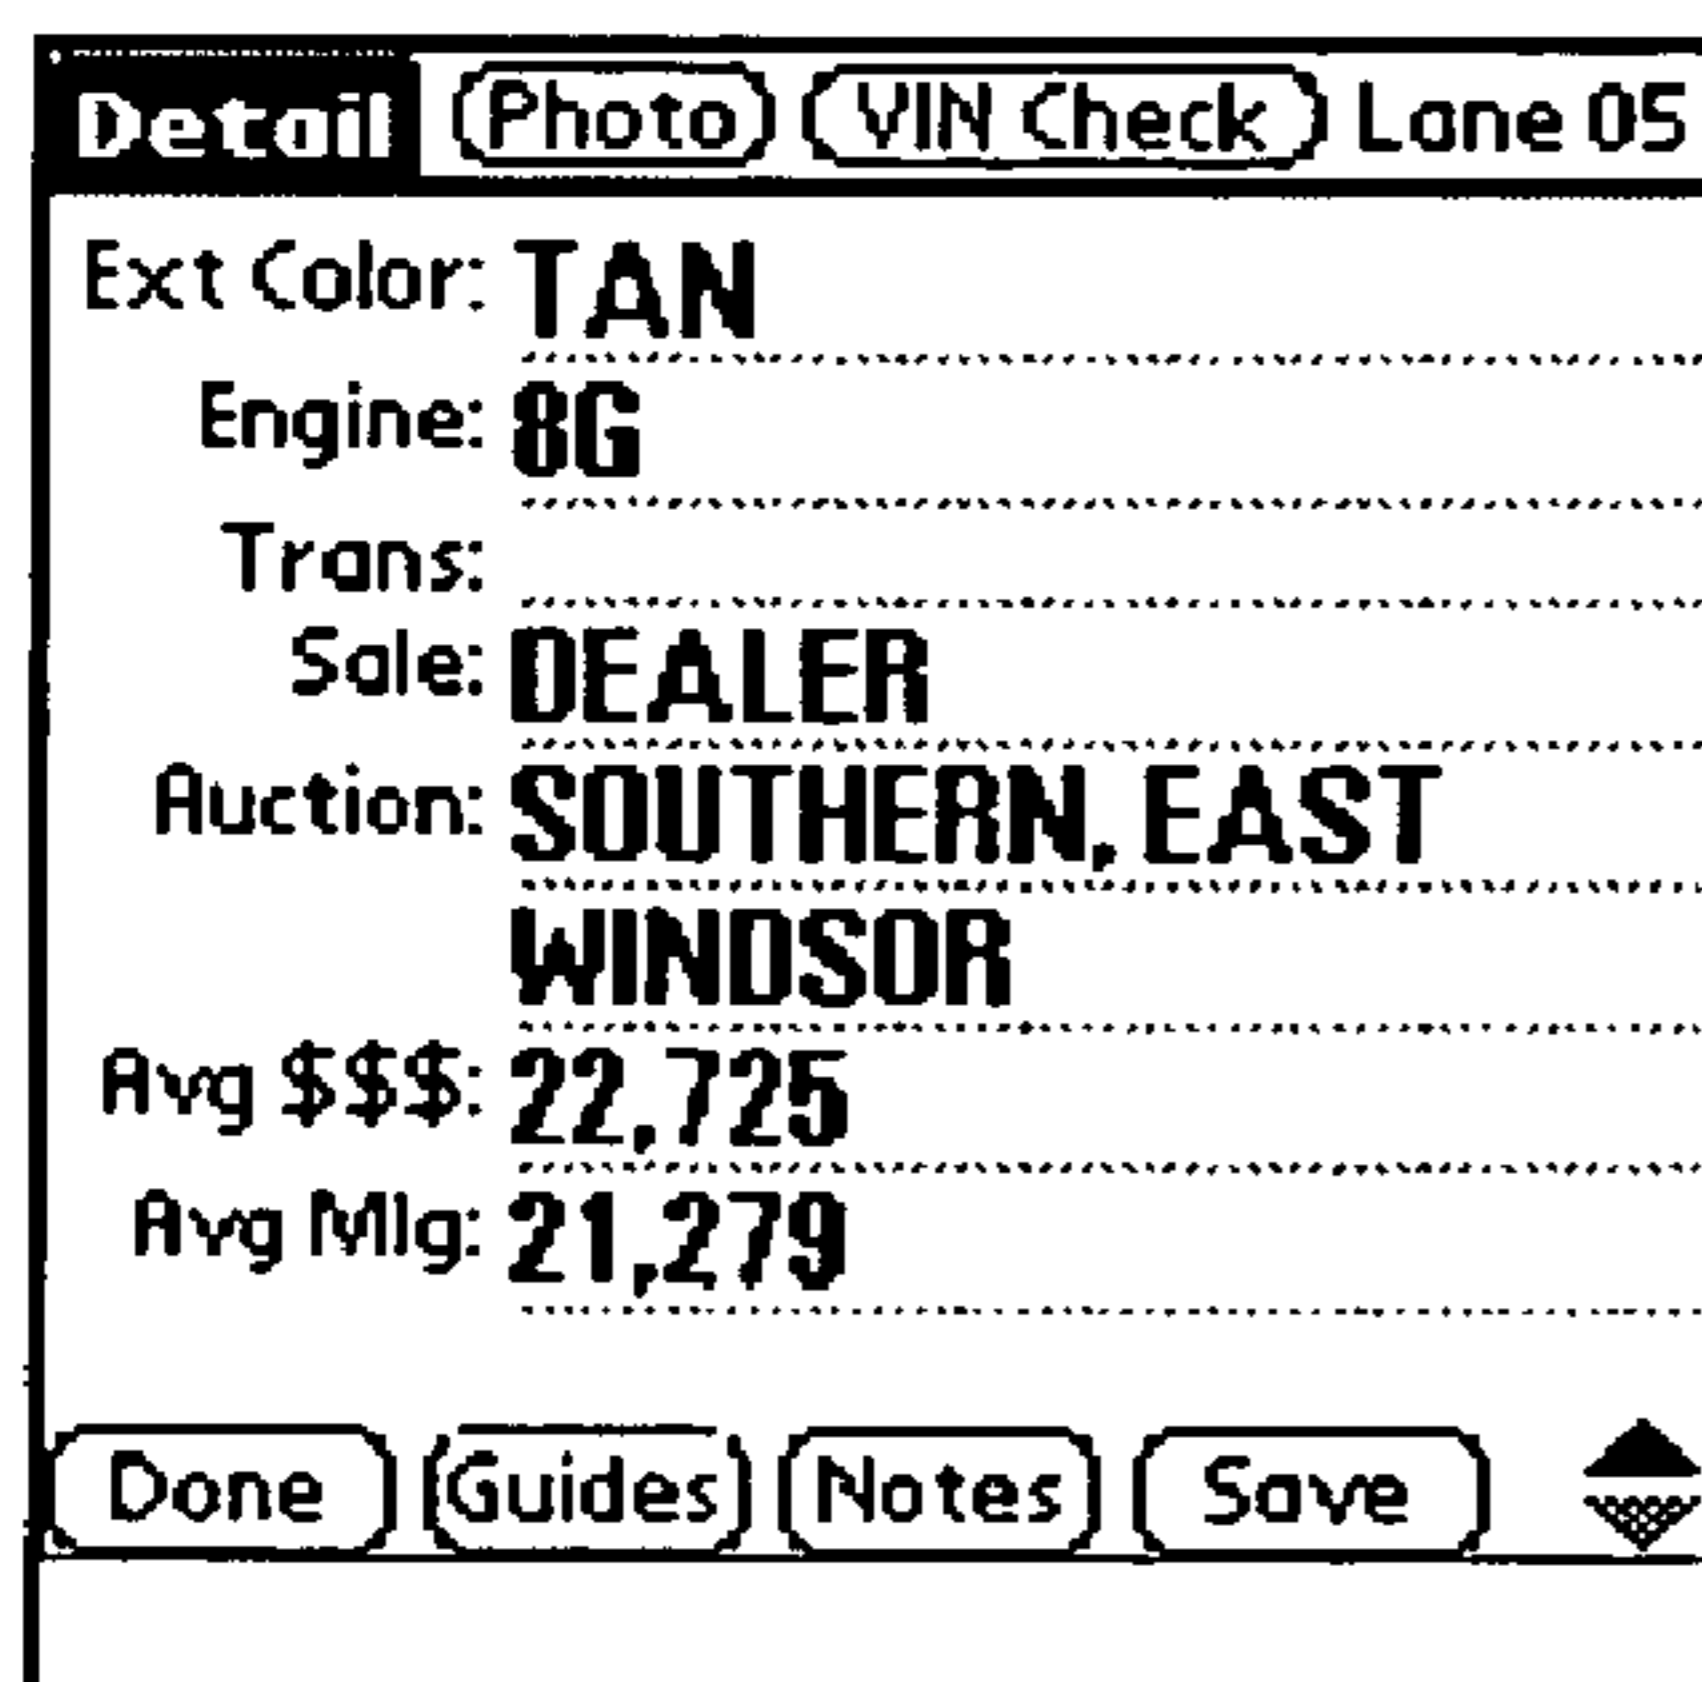 Detail Photo VIN Check Lane 05
Ext Color: TAN
Engine: 8G
Trans:
Sale: DEALER
Auction: SOUTHERN, EAST
WINDSOR
Avg $$$: 22,725
Avg Mlg: 21,279
Done Guides Notes Save